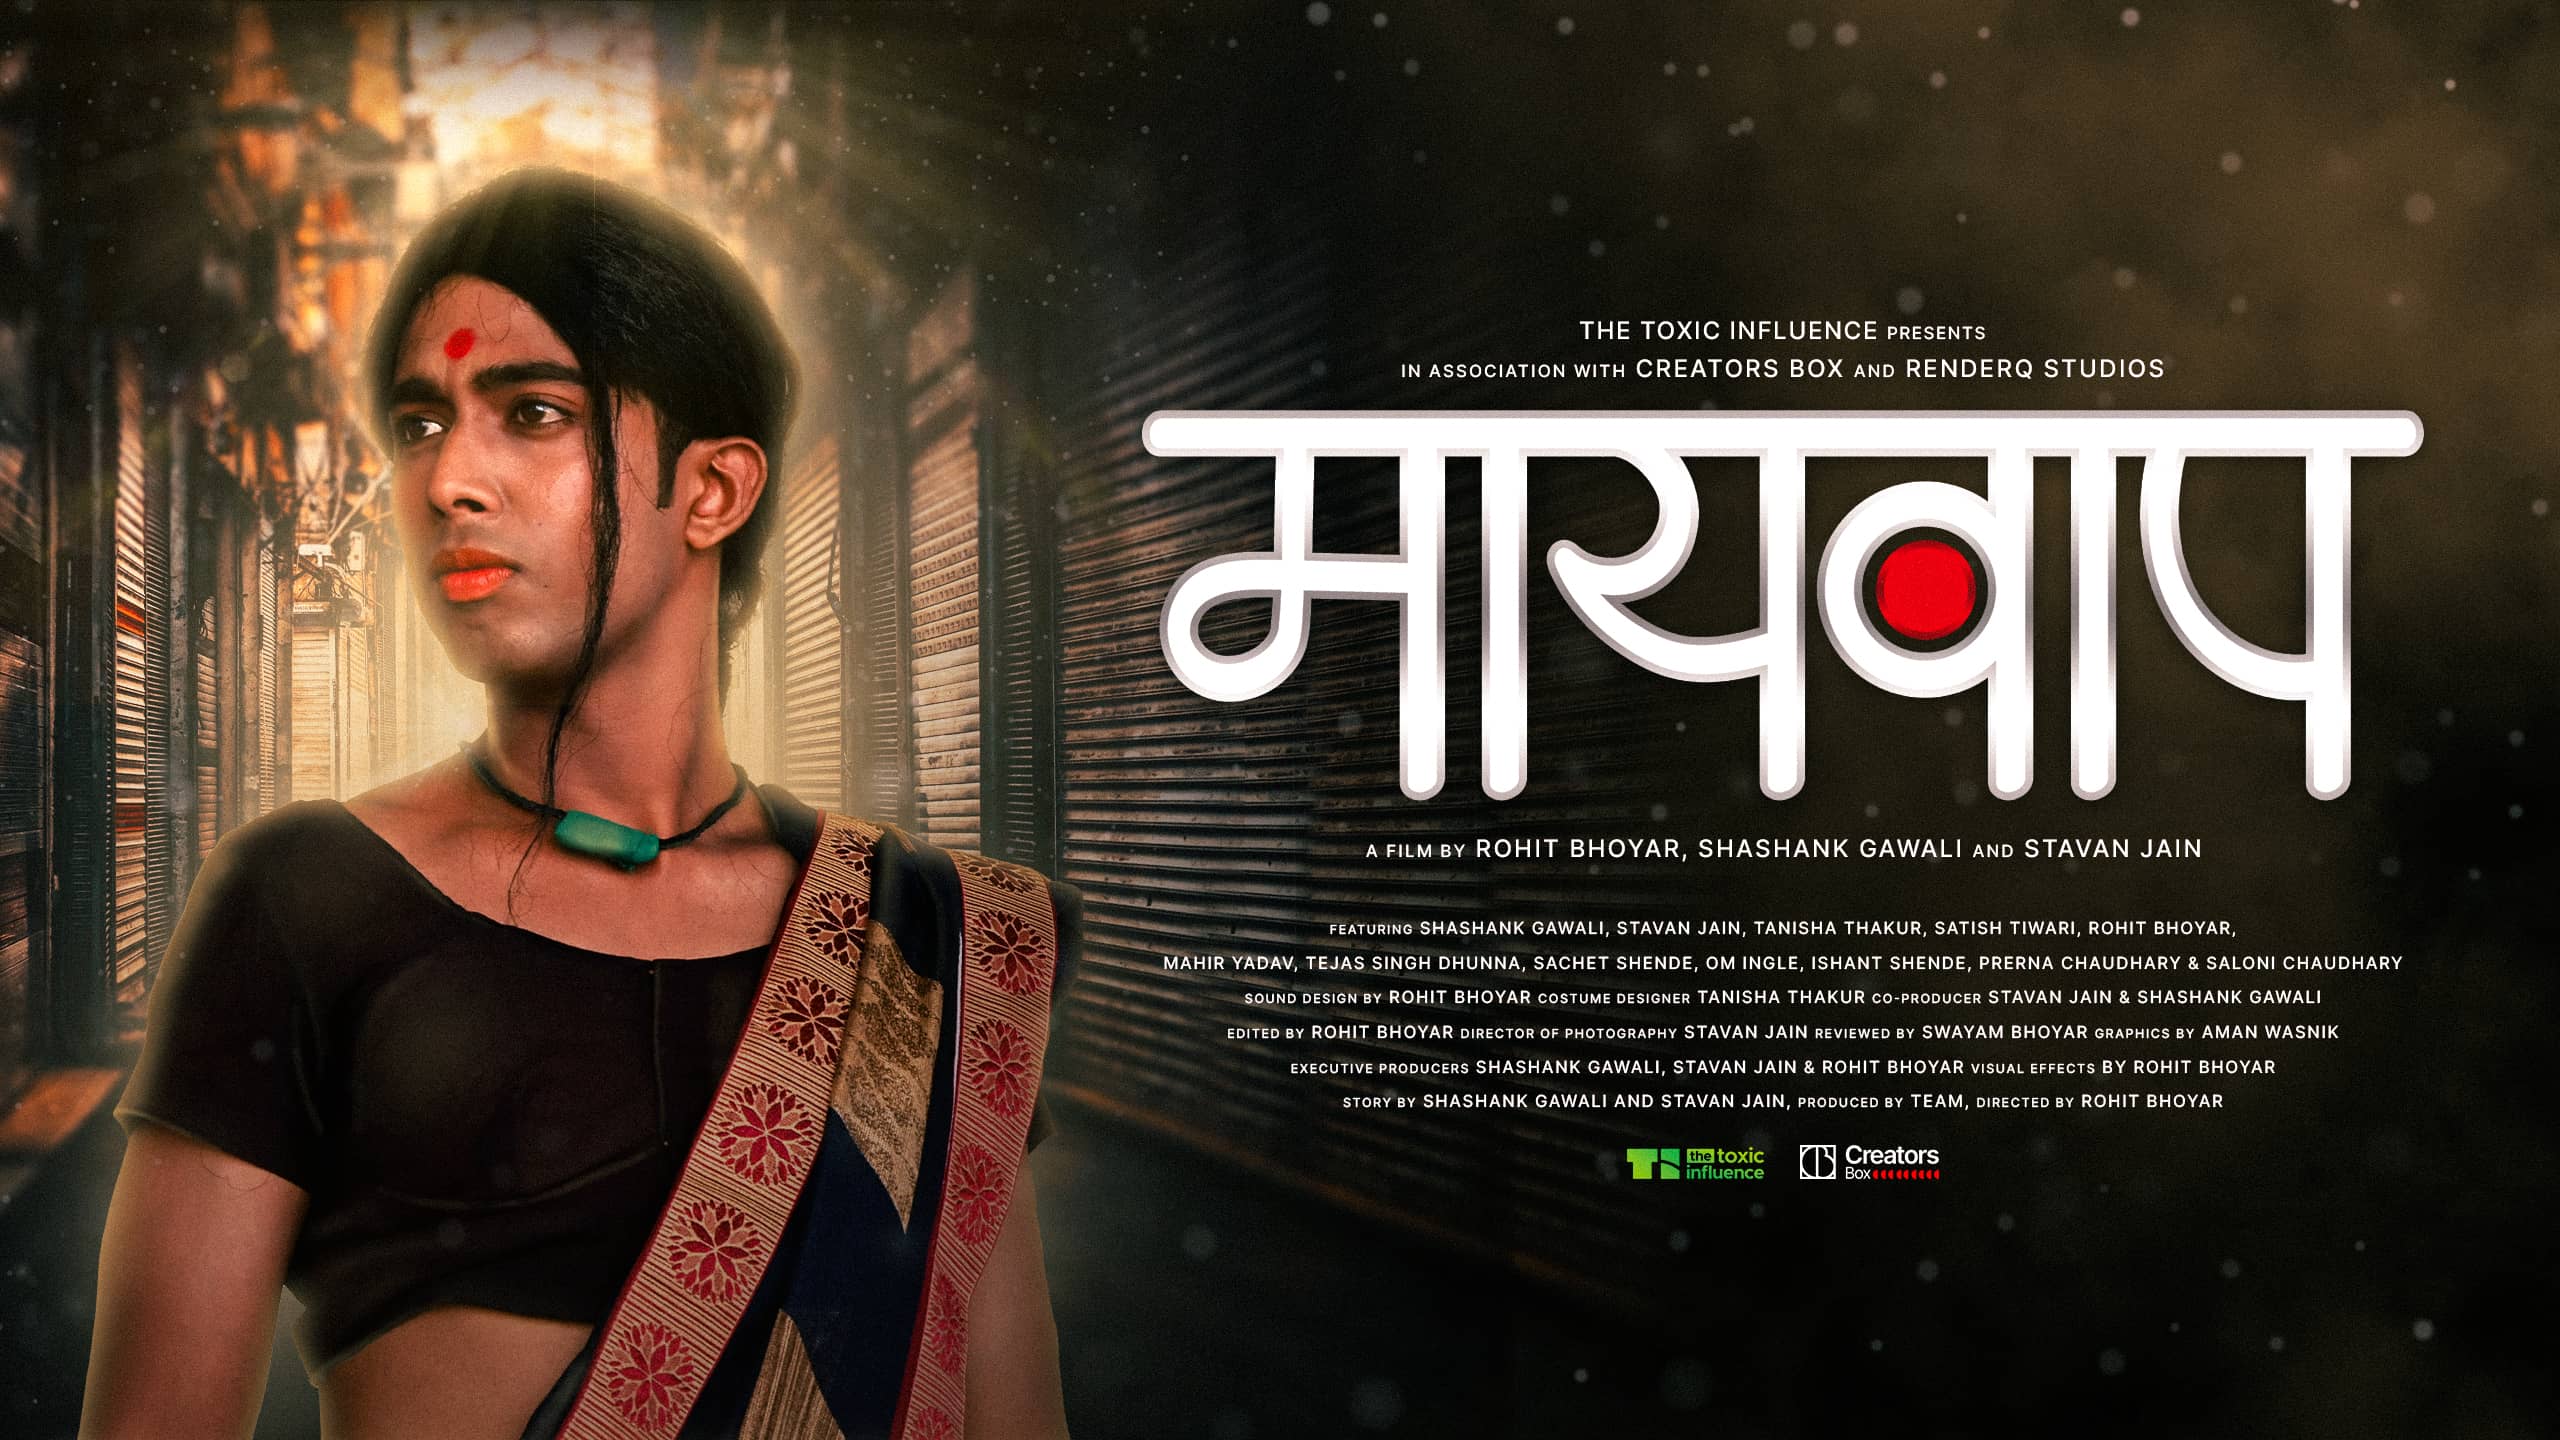 THE TOXIC INFLUENCE PRESENTS
IN ASSOCIATION WITH CREATORS BOX AND RENDERQ STUDIOS
मायबाप
A FILM BY ROHIT BHOYAR, SHASHANK GAWALI AND STAVAN JAIN
FEATURING SHASHANK GAWALI, STAVAN JAIN, TANISHA THAKUR, SATISH TIWARI, ROHIT BHOYAR,
MAHIR YADAV, TEJAS SINGH DHUNNA, SACHET SHENDE, OM INGLE, ISHANT SHENDE, PRERNA CHAUDHARY & SALONI CHAUDHARY
SOUND DESIGN BY ROHIT BHOYAR COSTUME DESIGNER TANISHA THAKUR CO-PRODUCER STAVAN JAIN & SHASHANK GAWALI
EDITED BY ROHIT BHOYAR DIRECTOR OF PHOTOGRAPHY STAVAN JAIN REVIEWED BY SWAYAM BHOYAR GRAPHICS BY AMAN WASNIK
EXECUTIVE PRODUCERS SHASHANK GAWALI, STAVAN JAIN & ROHIT BHOYAR VISUAL EFFECTS BY ROHIT BHOYAR
STORY BY SHASHANK GAWALI AND STAVAN JAIN, PRODUCED BY TEAM, DIRECTED BY ROHIT BHOYAR
the toxic influence
Creators Box